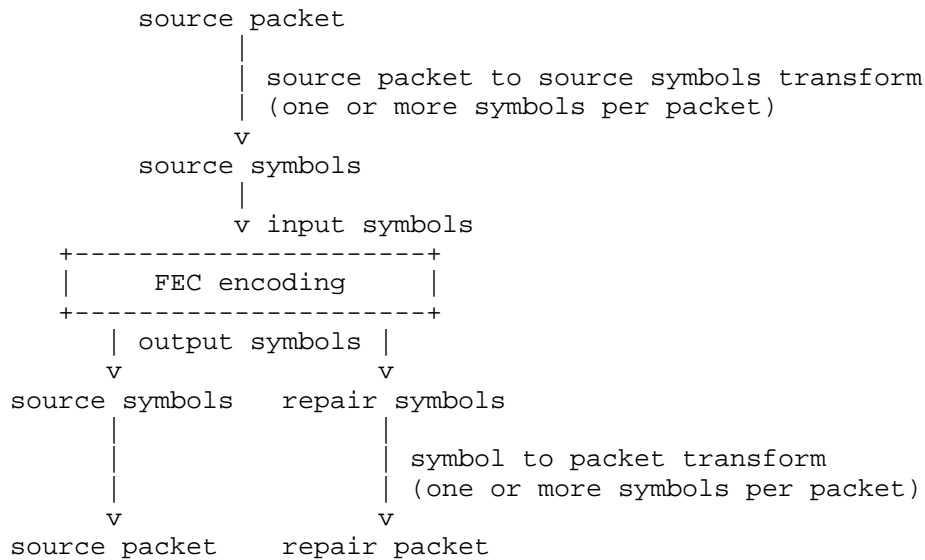 source packet
|
| source packet to source symbols transform
| (one or more symbols per packet)
v
source symbols
|
v input symbols
+----------------------+
| FEC encoding |
+----------------------+
| output symbols |
v v
source symbols repair symbols
| |
| | symbol to packet transform
| | (one or more symbols per packet)
v v
source packet repair packet